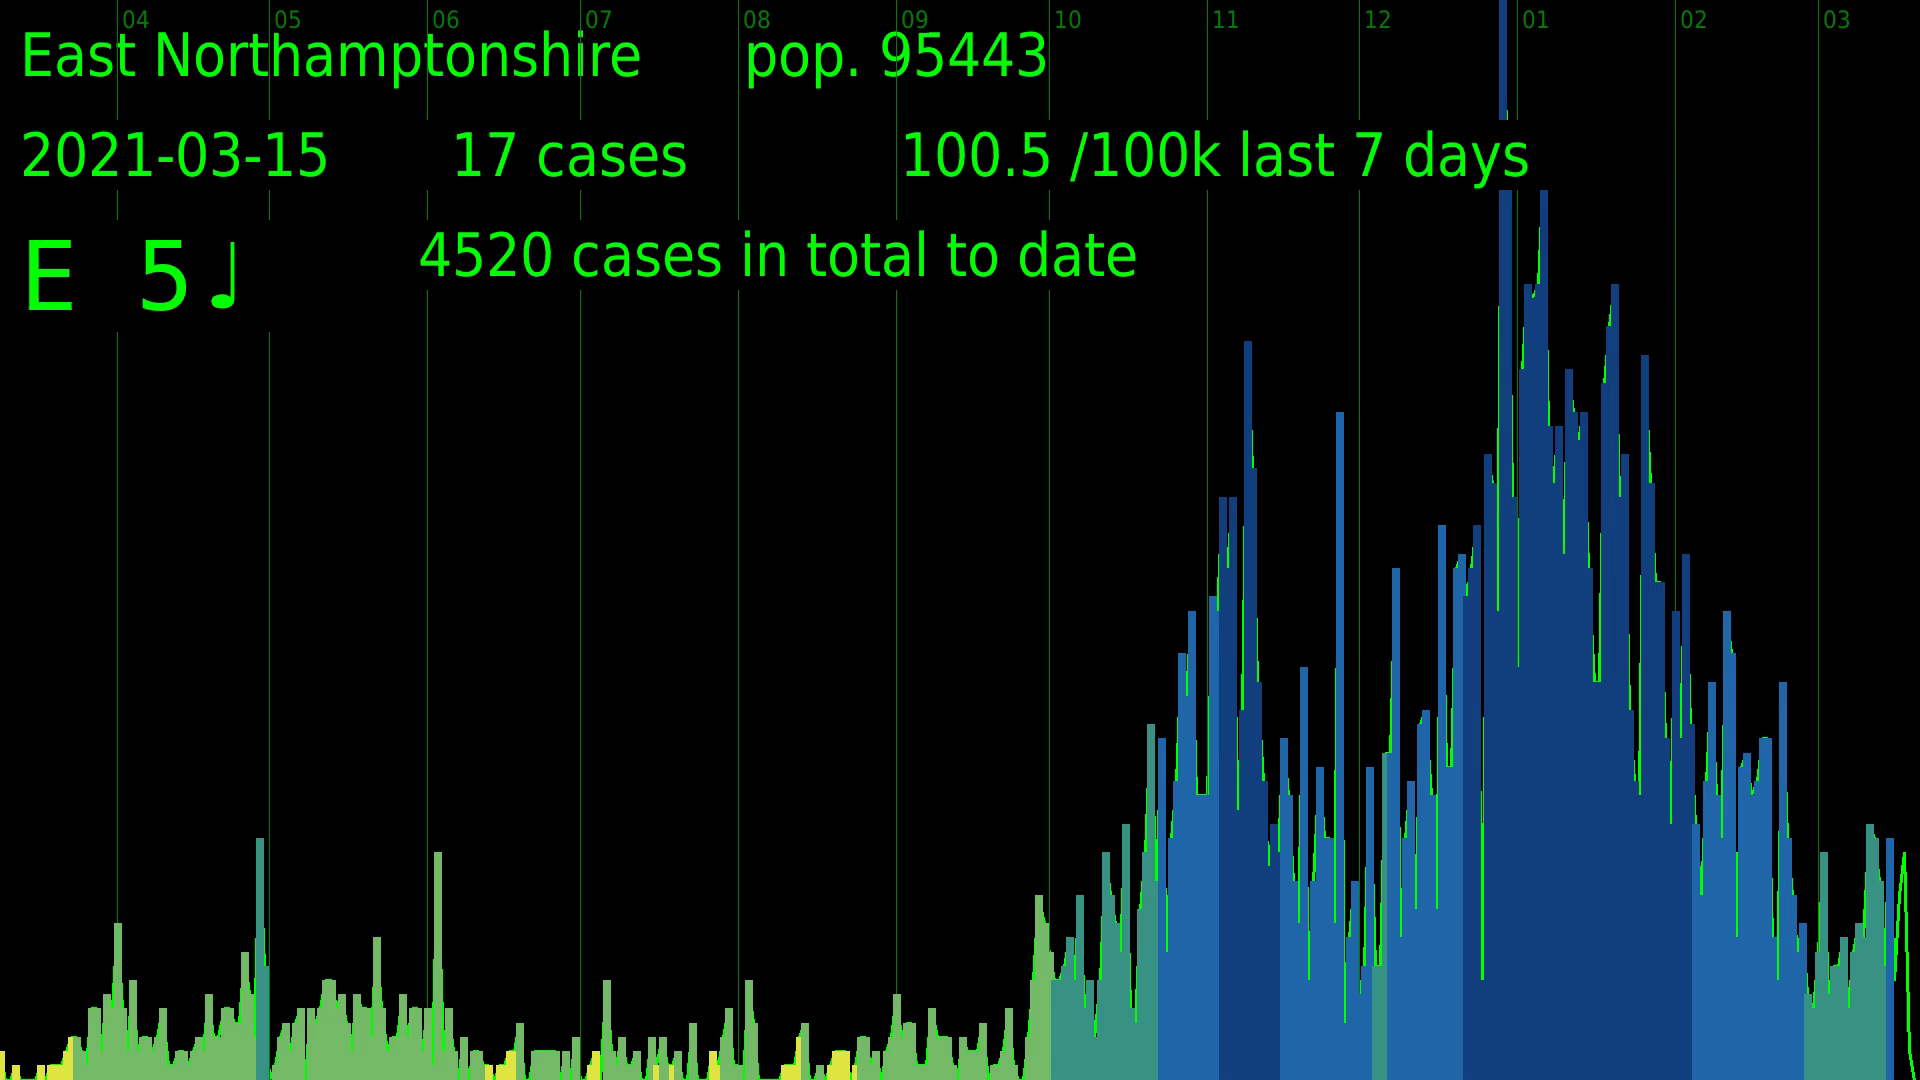 04 05 06 07 08 09 10 11 12 01 02 03
East Northamptonshire pop. 95443
2021-03-15 17 cases 100.5 /100k last 7 days
E 5♩ 4520 cases in total to date